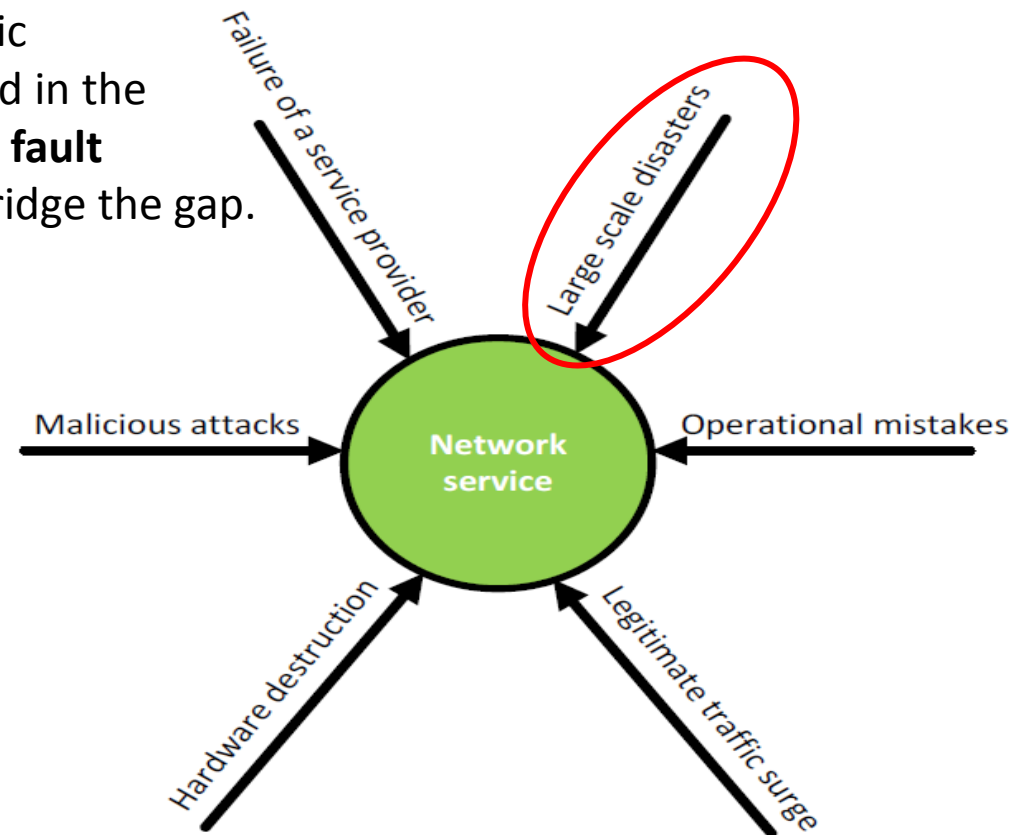 ic
d in the
fault
ridge the gap.
Failure of a service provider
Large scale disasters
Malicious attacks
Operational mistakes
Network
service
Hardware destruction
Legitimate traffic surge